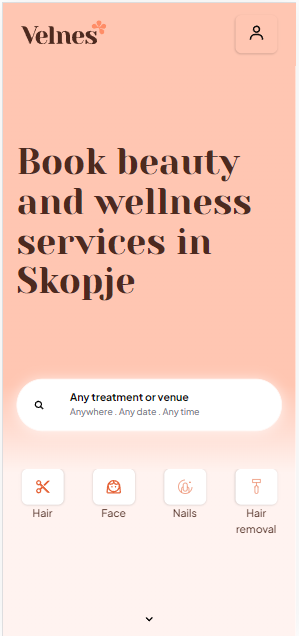 Velnes
Book beauty
and wellness
services in
Skopje
Any treatment or venue
Anywhere . Any date . Any time
Hair
Face
Nails
Hair
removal